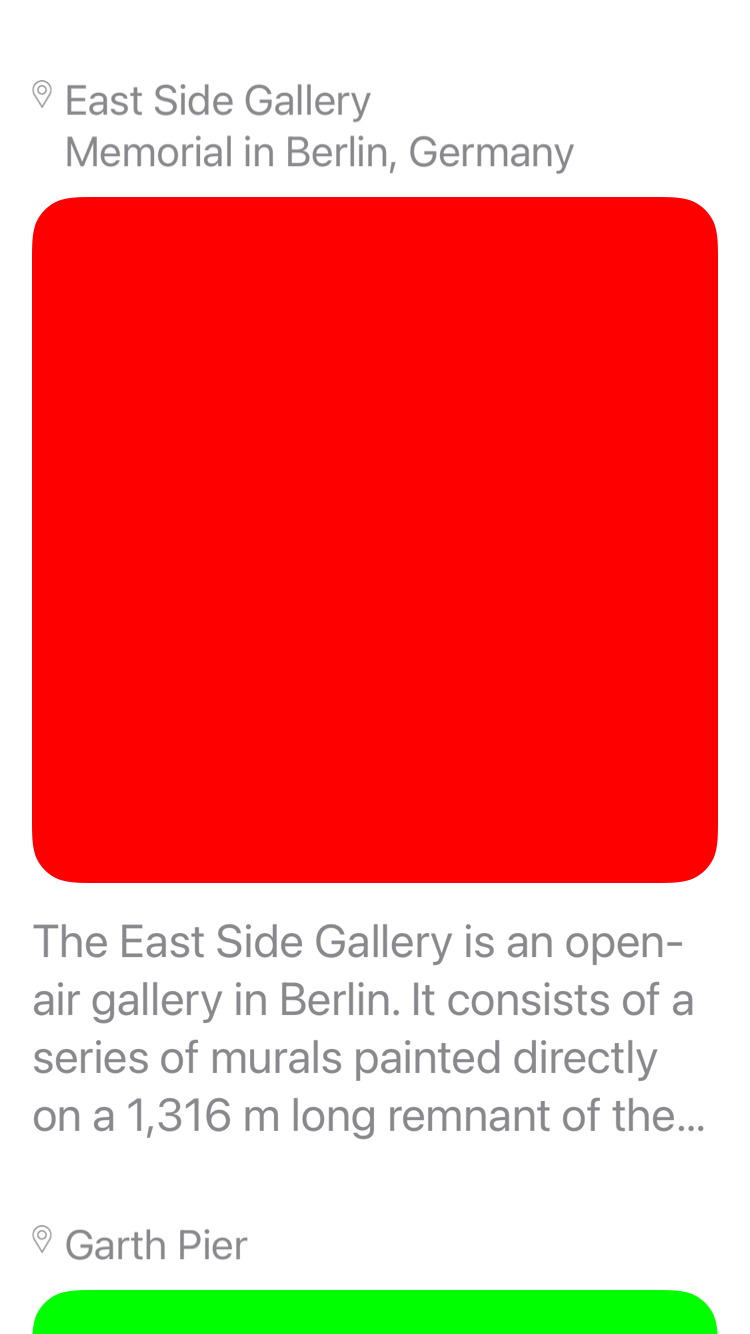 East Side Gallery
Memorial in Berlin, Germany
The East Side Gallery is an open-
air gallery in Berlin. It consists of a
series of murals painted directly
on a 1,316 m long remnant of the...
Garth Pier